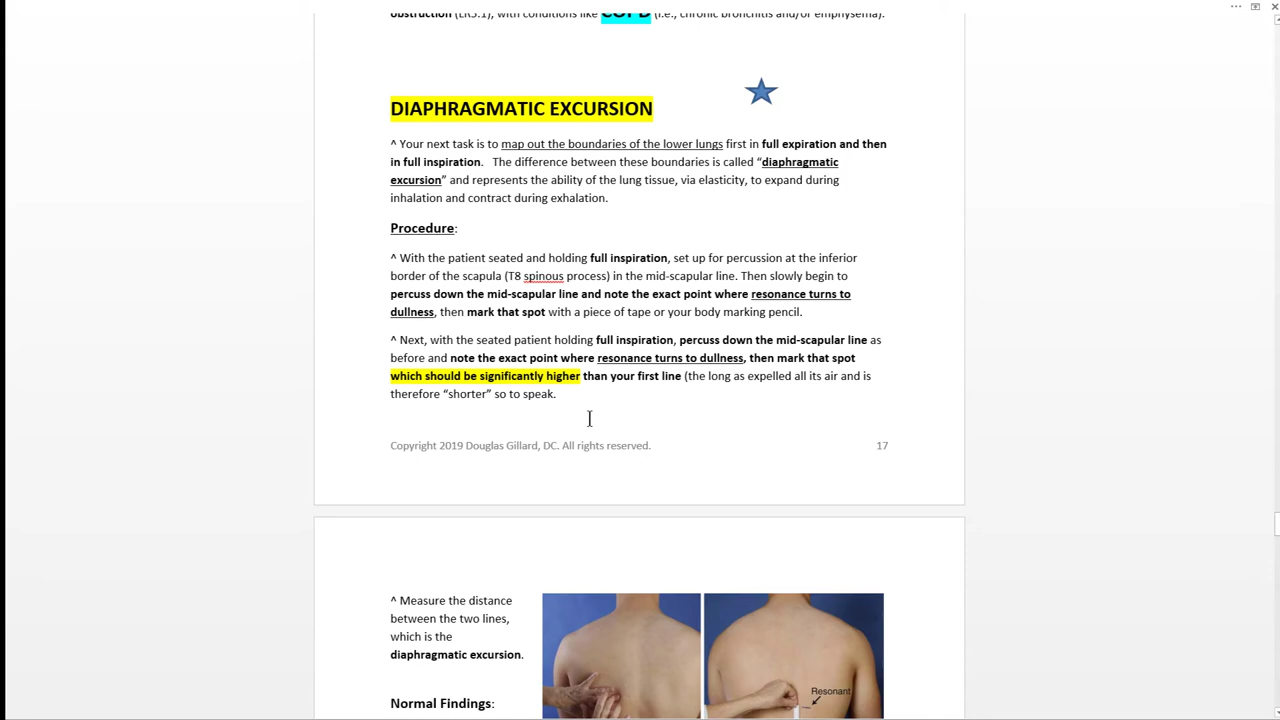 obstruction (LR5.1), with conditions like COPD (i.e., chronic bronchitis and/or emphysema).
DIAPHRAGMATIC EXCURSION
^ Your next task is to map out the boundaries of the lower lungs first in full expiration and then
in full inspiration.   The difference between these boundaries is called “diaphragmatic
excursion” and represents the ability of the lung tissue, via elasticity, to expand during
inhalation and contract during exhalation.
Procedure:
^ With the patient seated and holding full inspiration, set up for percussion at the inferior
border of the scapula (T8 spinous process) in the mid-scapular line. Then slowly begin to
percuss down the mid-scapular line and note the exact point where resonance turns to
dullness, then mark that spot with a piece of tape or your body marking pencil.
^ Next, with the seated patient holding full inspiration, percuss down the mid-scapular line as
before and note the exact point where resonance turns to dullness, then mark that spot
which should be significantly higher than your first line (the long as expelled all its air and is
therefore “shorter” so to speak.
Copyright 2019 Douglas Gillard, DC. All rights reserved. 17
^ Measure the distance
between the two lines,
which is the
diaphragmatic excursion.
Normal Findings:
Resonant